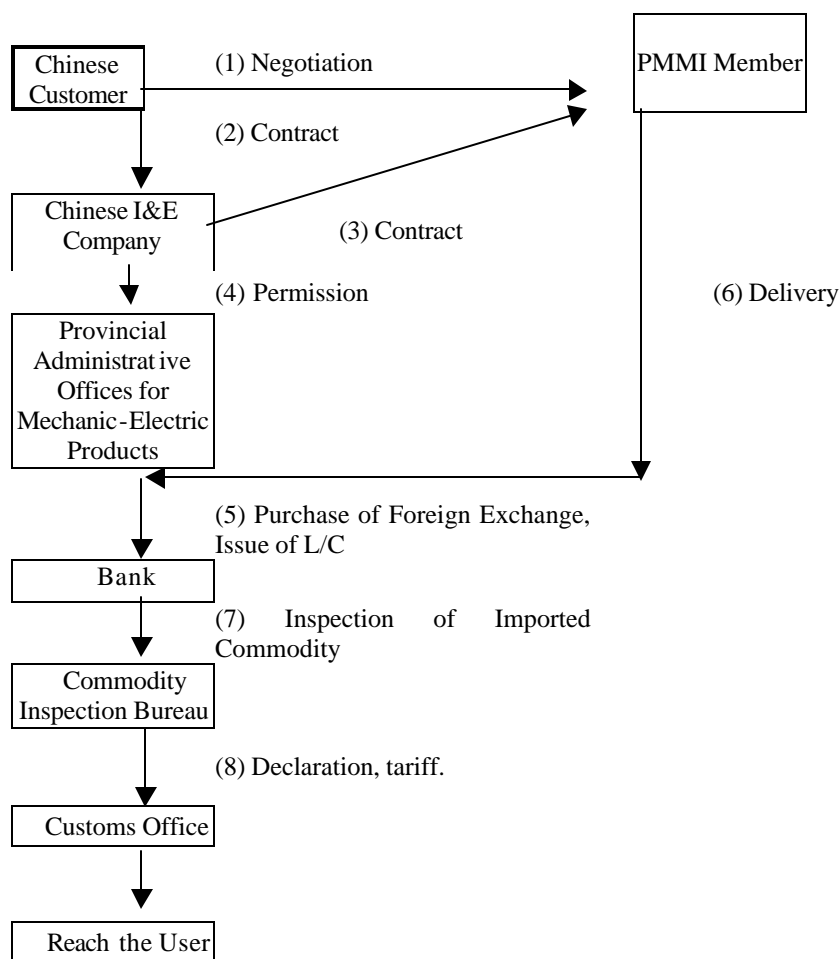 Chinese
Customer
(1) Negotiation
PMMI Member
(2) Contract
Chinese I&E
Company
(3) Contract
(4) Permission
(6) Delivery
Provincial
Administrative
Offices for
Mechanic-Electric
Products
(5) Purchase of Foreign Exchange,
Issue of L/C
Bank
(7) Inspection of Imported
Commodity
Commodity
Inspection Bureau
(8) Declaration, tariff.
Customs Office
Reach the User